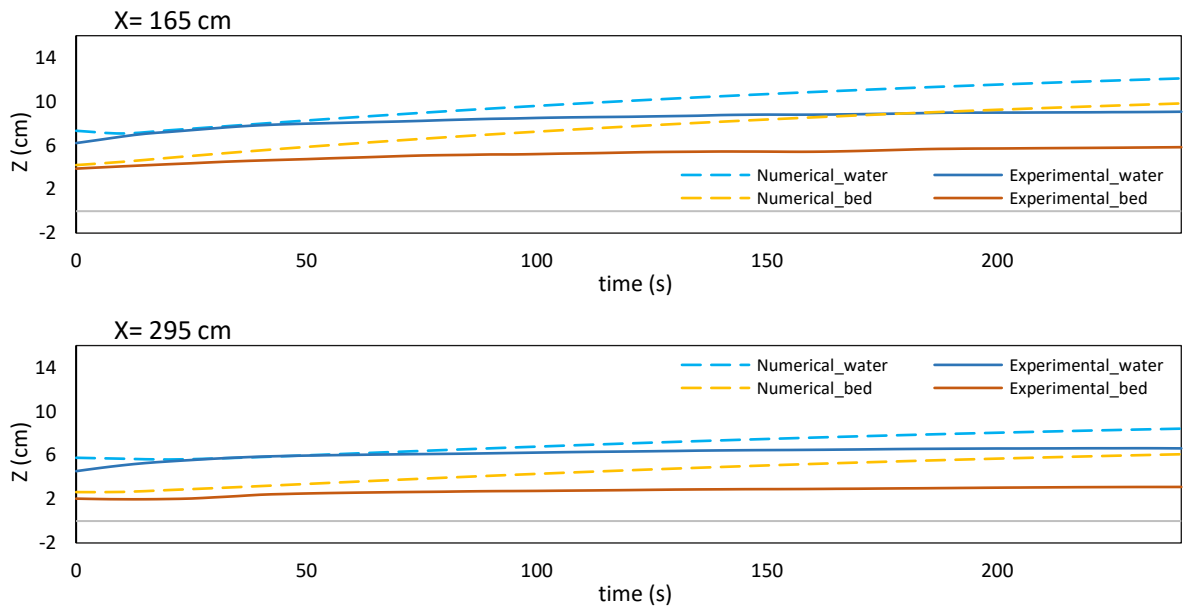 X= 165 cm
14
10
6
2
-2
Z (cm)
Numerical_water Experimental_water
Numerical_bed Experimental_bed
0 50 100 150 200
time (s)
X= 295 cm
14
10
6
2
-2
Z (cm)
Numerical_water Experimental_water
Numerical_bed Experimental_bed
0 50 100 150 200
time (s)